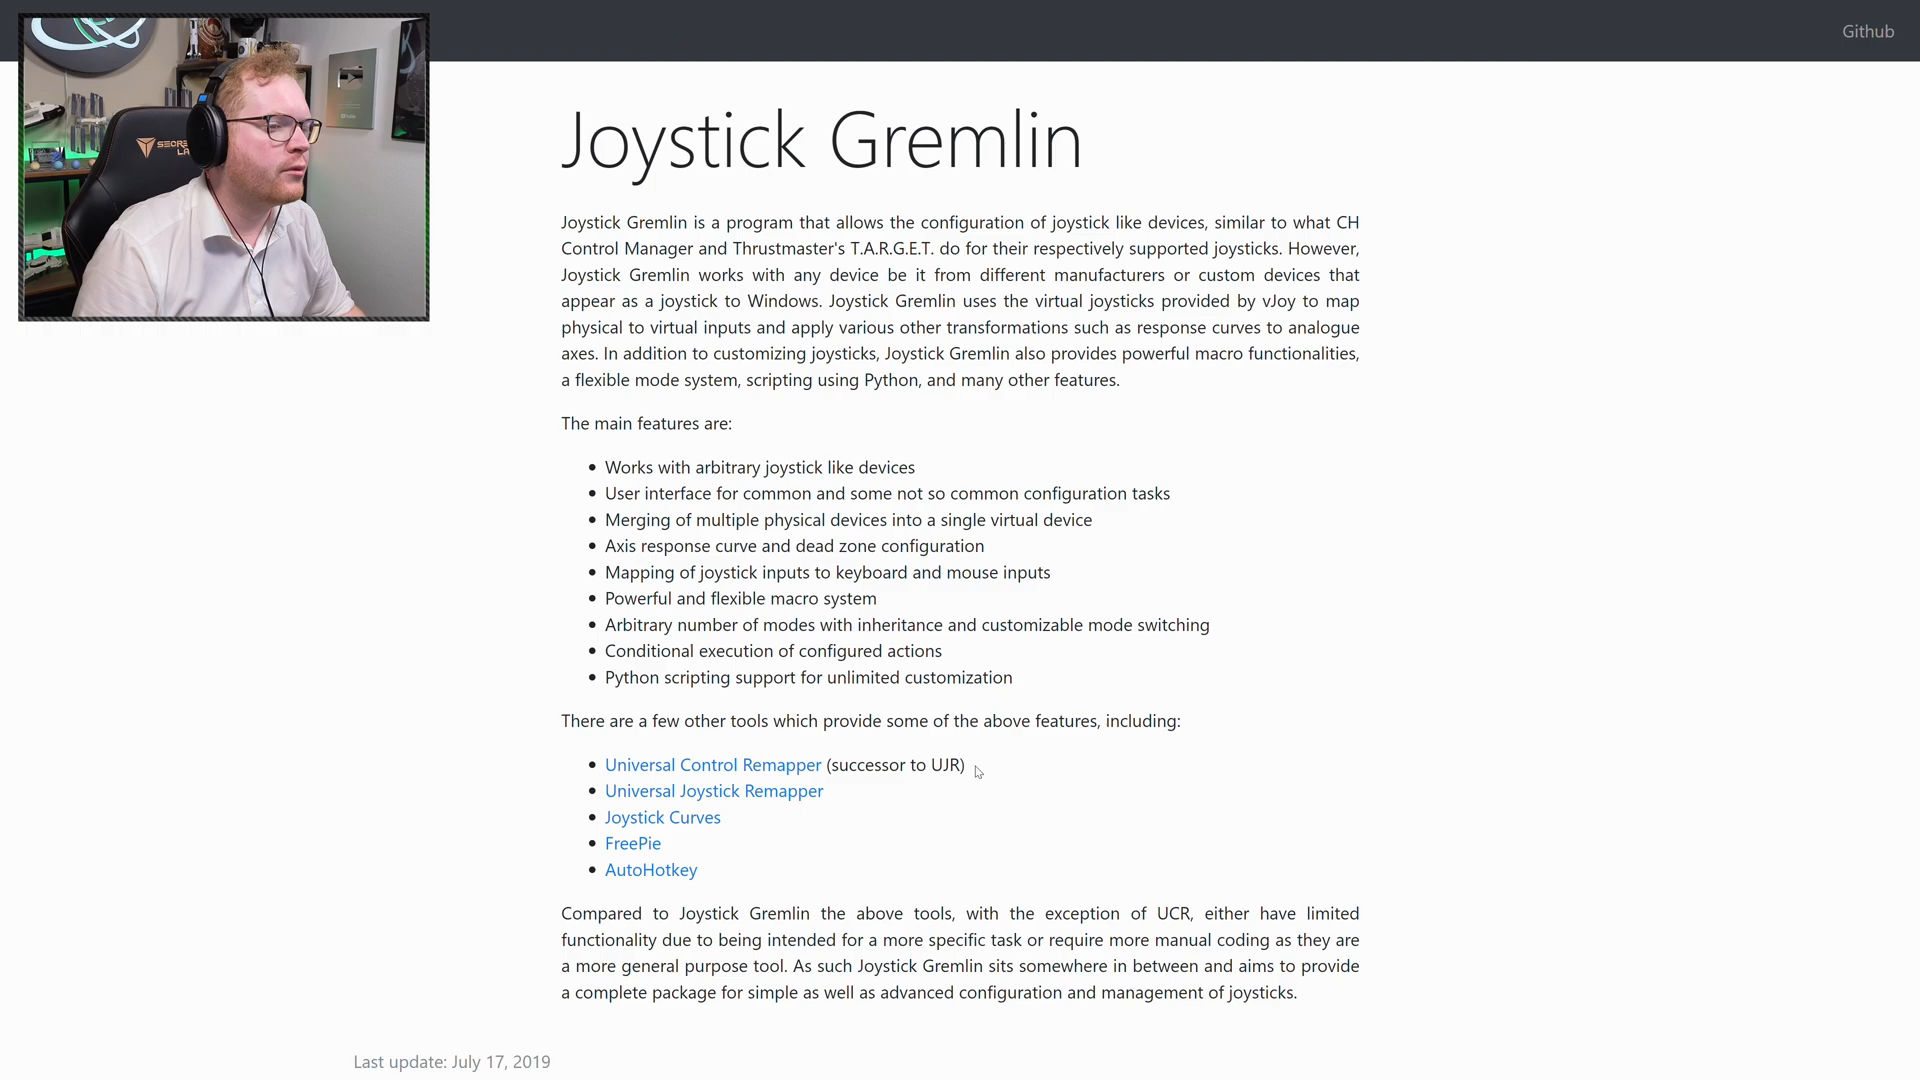 Github
SECRE
LA
Joystick Gremlin
Joystick Gremlin is a program that allows the configuration of joystick like devices, similar to what CH
Control Manager and Thrustmaster's T.A.R.G.E.T. do for their respectively supported joysticks. However,
Joystick Gremlin works with any device be it from different manufacturers or custom devices that
appear as a joystick to Windows. Joystick Gremlin uses the virtual joysticks provided by vJoy to map
physical to virtual inputs and apply various other transformations such as response curves to analogue
axes. In addition to customizing joysticks, Joystick Gremlin also provides powerful macro functionalities,
a flexible mode system, scripting using Python, and many other features.
The main features are:
• Works with arbitrary joystick like devices
• User interface for common and some not so common configuration tasks
• Merging of multiple physical devices into a single virtual device
• Axis response curve and dead zone configuration
• Mapping of joystick inputs to keyboard and mouse inputs
• Powerful and flexible macro system
• Arbitrary number of modes with inheritance and customizable mode switching
• Conditional execution of configured actions
• Python scripting support for unlimited customization
There are a few other tools which provide some of the above features, including:
• Universal Control Remapper (successor to UJR)
• Universal Joystick Remapper
• Joystick Curves
• FreePie
• AutoHotkey
Compared to Joystick Gremlin the above tools, with the exception of UCR, either have limited
functionality due to being intended for a more specific task or require more manual coding as they are
a more general purpose tool. As such Joystick Gremlin sits somewhere in between and aims to provide
a complete package for simple as well as advanced configuration and management of joysticks.
Last update: July 17, 2019